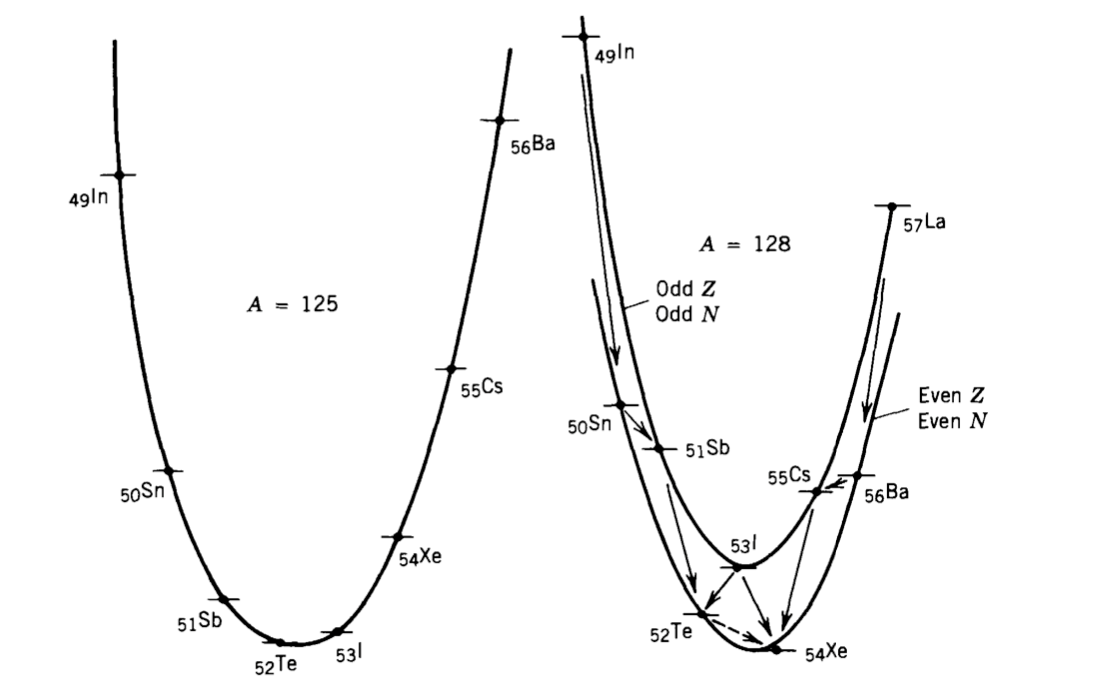 49In
50Sn
51Sb
52Te
53I
54Xe
55Cs
56Ba
A = 125
49In
50Sn
51Sb
52Te
53I
54Xe
55Cs
56Ba
57La
A = 128
Odd Z
Odd N
Even Z
Even N